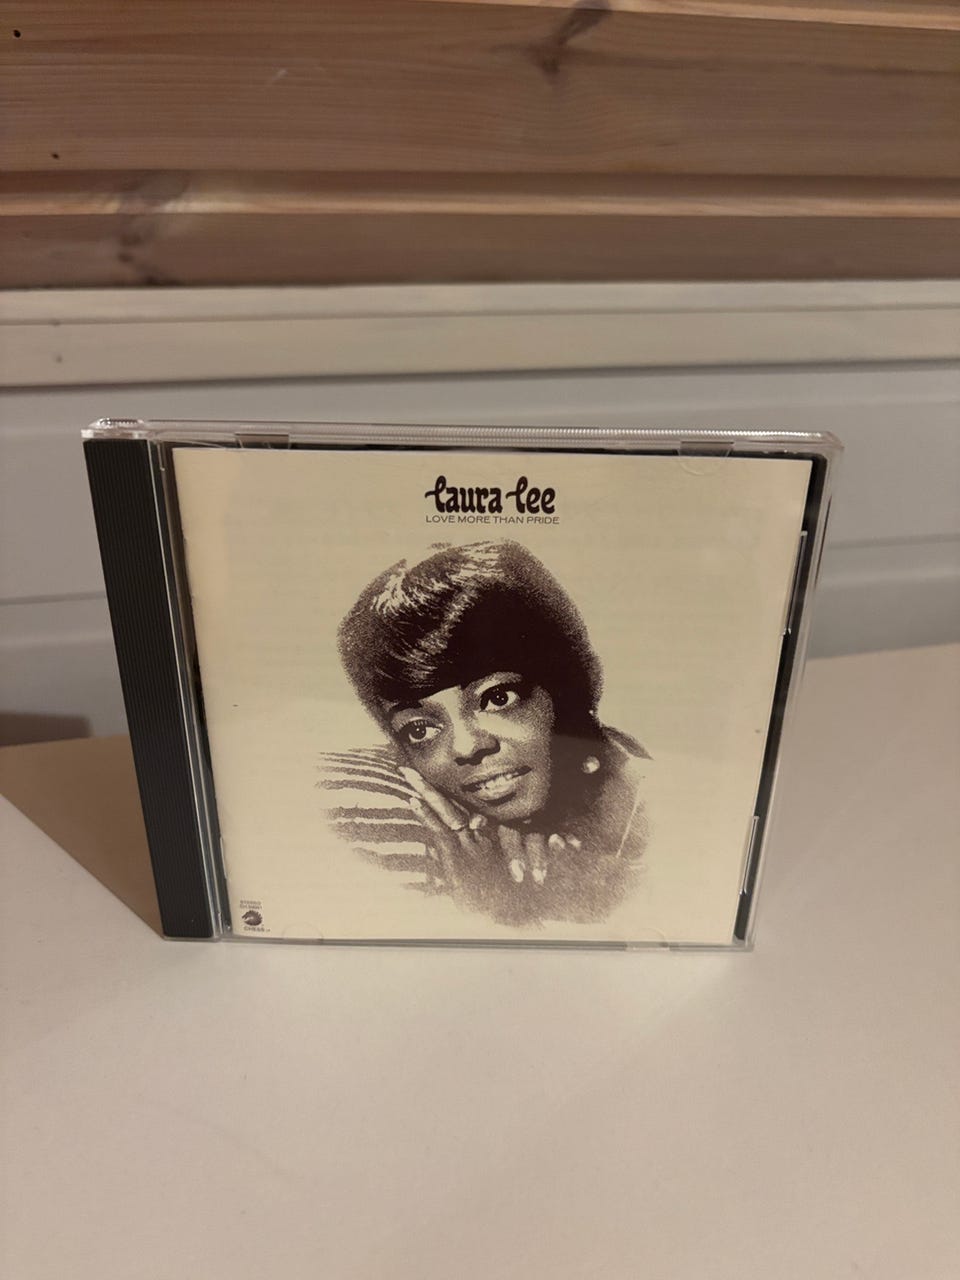 Laura Lee
LOVE MORE THAN PRIDE
STEREO
CHESS